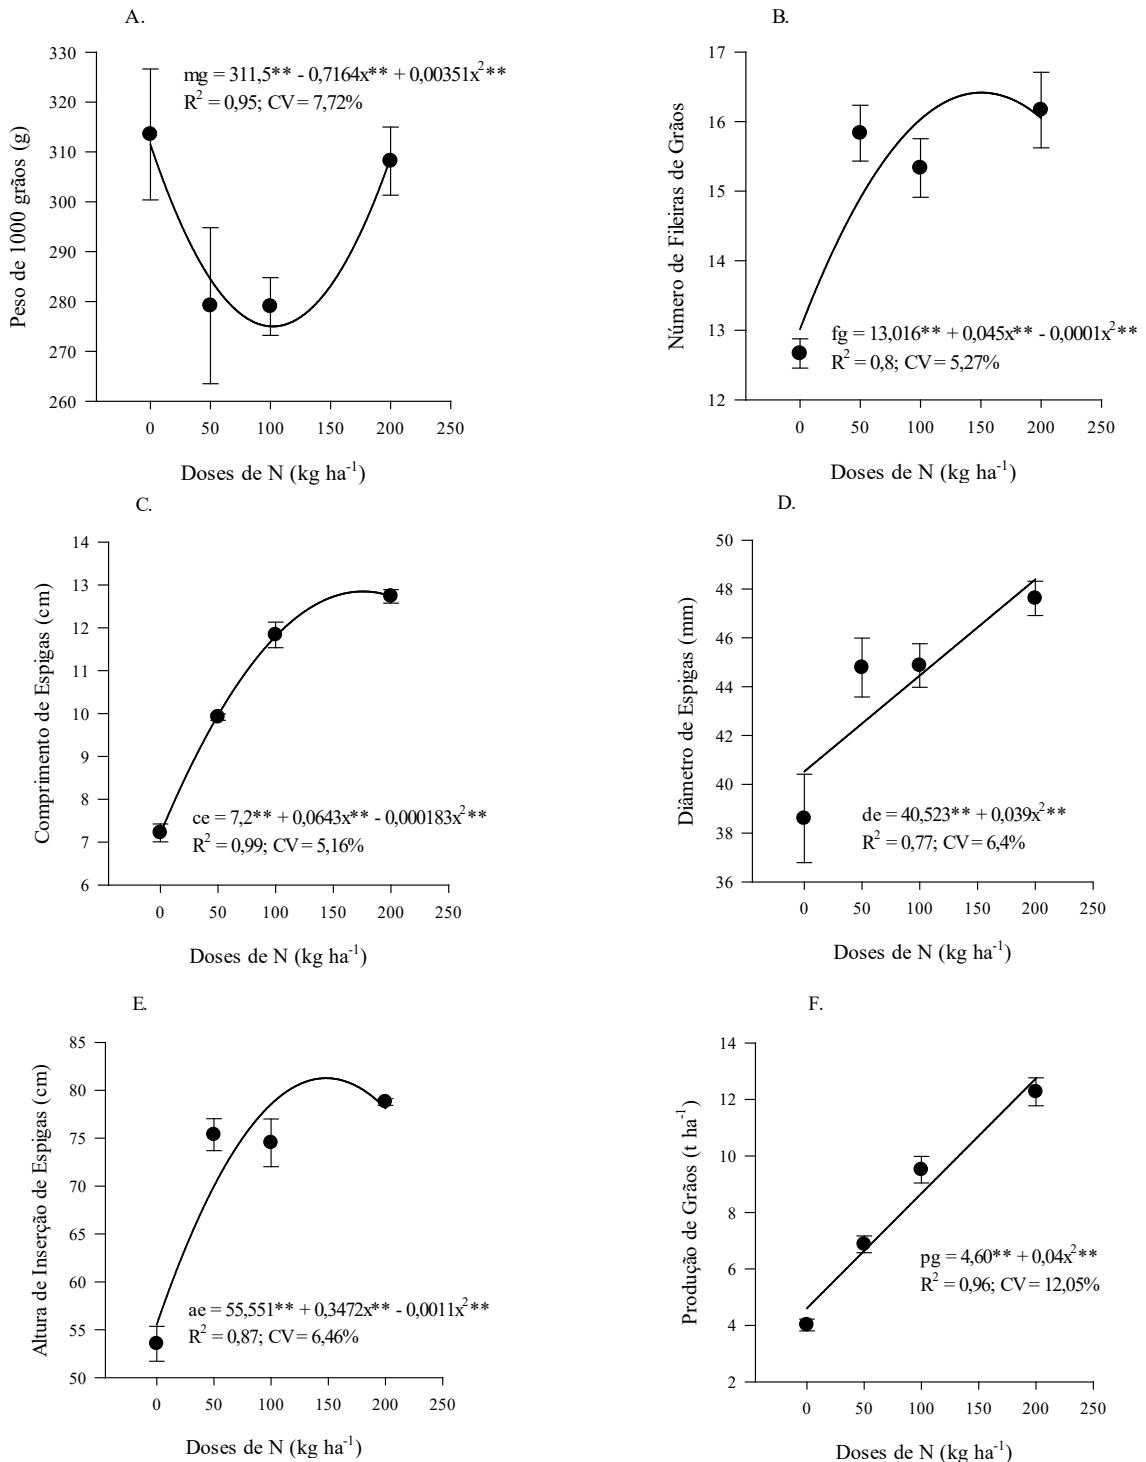 A.
330
320
310
300
290
280
270
260
Peso de 1000 grãos (g)
mg = 311,5** - 0,7164x** + 0,00351x²**
R² = 0,95; CV = 7,72%
0 50 100 150 200 250
Doses de N (kg ha⁻¹)
B.
17
16
15
14
13
12
Número de Fileiras de Grãos
fg = 13,016** + 0,045x** - 0,0001x²**
R² = 0,8; CV = 5,27%
0 50 100 150 200 250
Doses de N (kg ha⁻¹)
C.
14
13
12
11
10
9
8
7
6
Comprimento de Espigas (cm)
ce = 7,2** + 0,0643x** - 0,000183x²**
R² = 0,99; CV = 5,16%
0 50 100 150 200 250
Doses de N (kg ha⁻¹)
D.
50
48
46
44
42
40
38
36
Diâmetro de Espigas (mm)
de = 40,523** + 0,039x²**
R² = 0,77; CV = 6,4%
0 50 100 150 200 250
Doses de N (kg ha⁻¹)
E.
85
80
75
70
65
60
55
50
Altura de Inserção de Espigas (cm)
ae = 55,551** + 0,3472x** - 0,0011x²**
R² = 0,87; CV = 6,46%
0 50 100 150 200 250
Doses de N (kg ha⁻¹)
F.
14
12
10
8
6
4
2
Produção de Grãos (t ha⁻¹)
pg = 4,60** + 0,04x²**
R² = 0,96; CV = 12,05%
0 50 100 150 200 250
Doses de N (kg ha⁻¹)